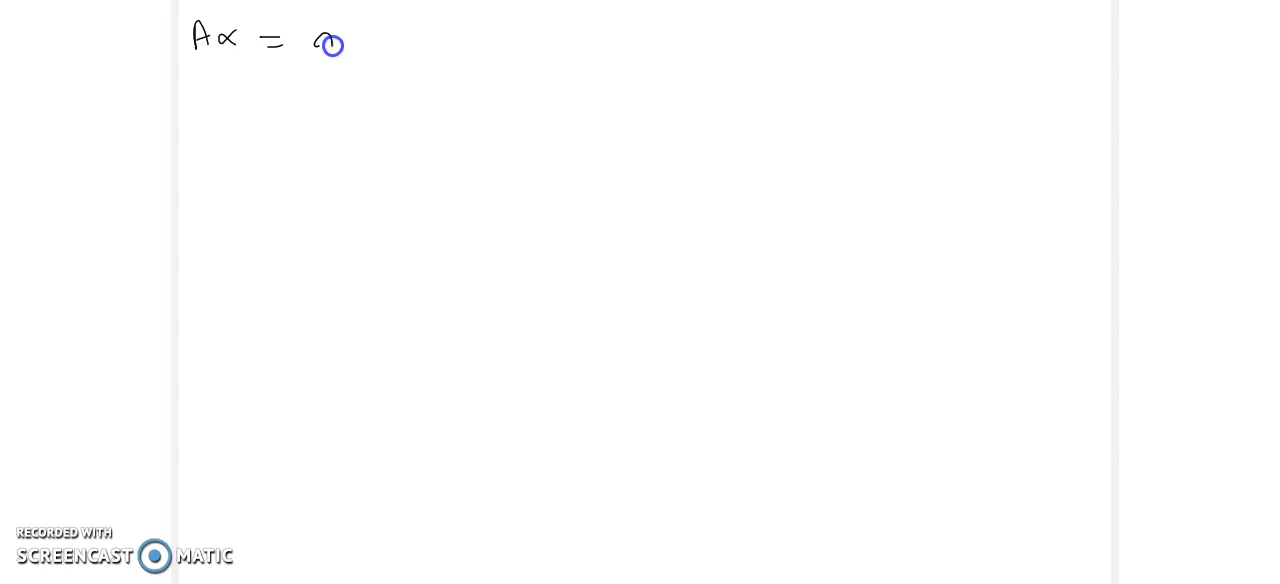 Aα =
RECORDED WITH
SCREENCAST MATIC